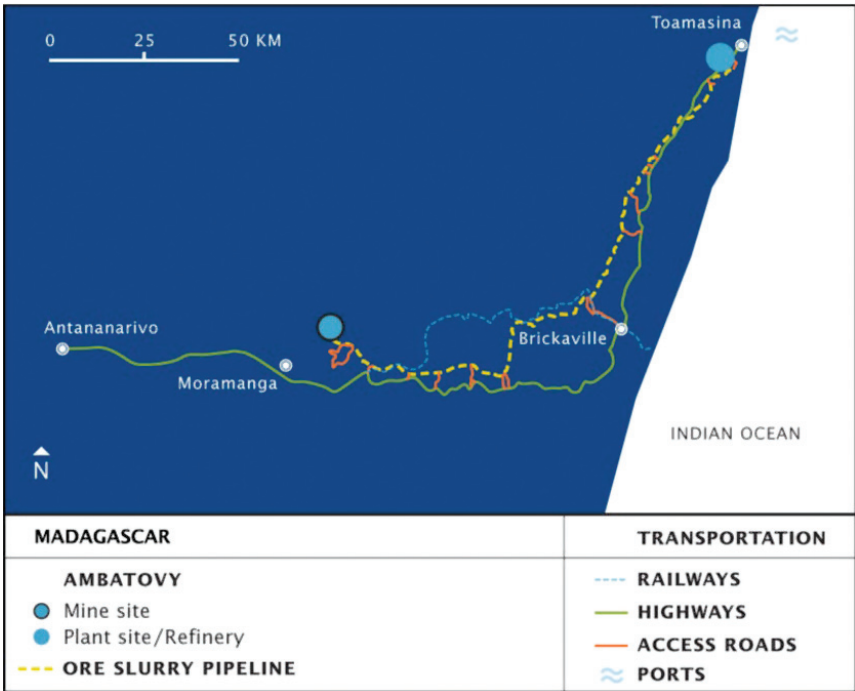 0 25 50 KM
Toamasina
Antananarivo
Moramanga
Brickaville
N
INDIAN OCEAN
MADAGASCAR
AMBATOVY
Mine site
Plant site/Refinery
ORE SLURRY PIPELINE
TRANSPORTATION
RAILWAYS
HIGHWAYS
ACCESS ROADS
PORTS